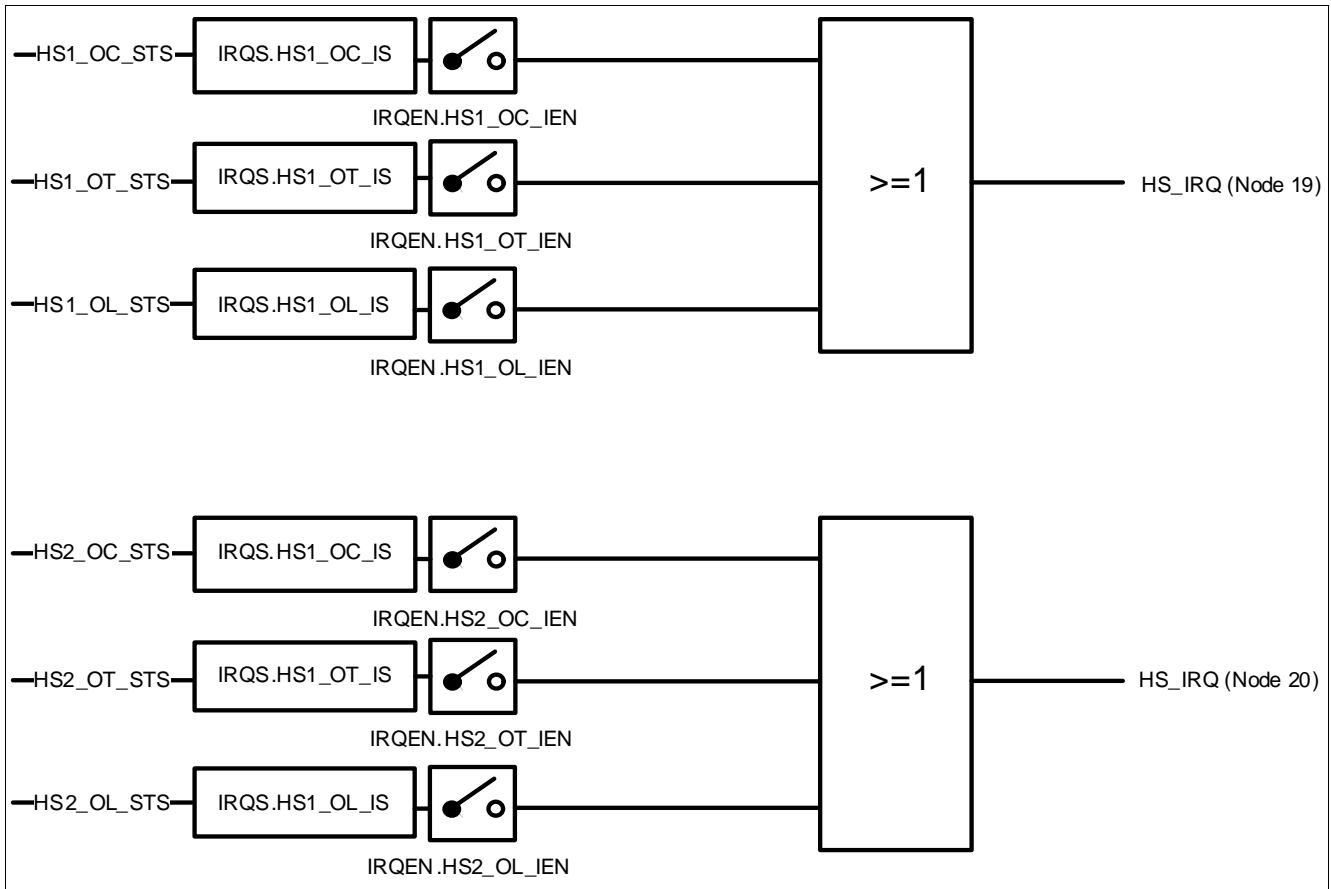 HS1_OC_STS
IRQS.HS1_OC_IS
IRQEN.HS1_OC_IEN
HS1_OT_STS
IRQS.HS1_OT_IS
>=1
HS_IRQ (Node 19)
IRQEN.HS1_OT_IEN
HS1_OL_STS
IRQS.HS1_OL_IS
IRQEN.HS1_OL_IEN
HS2_OC_STS
IRQS.HS1_OC_IS
IRQEN.HS2_OC_IEN
HS2_OT_STS
IRQS.HS1_OT_IS
>=1
HS_IRQ (Node 20)
IRQEN.HS2_OT_IEN
HS2_OL_STS
IRQS.HS1_OL_IS
IRQEN.HS2_OL_IEN